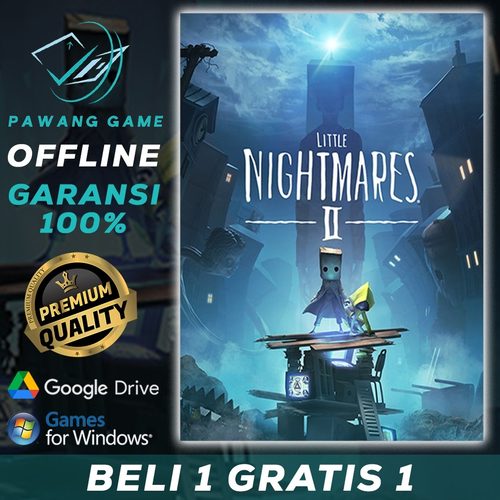 PAWANG GAME
OFFLINE
GARANSI
100%
PREMIUM
QUALITY
Google Drive
Games
for Windows®
LITTLE
NIGHTMARES
II
BELI 1 GRATIS 1